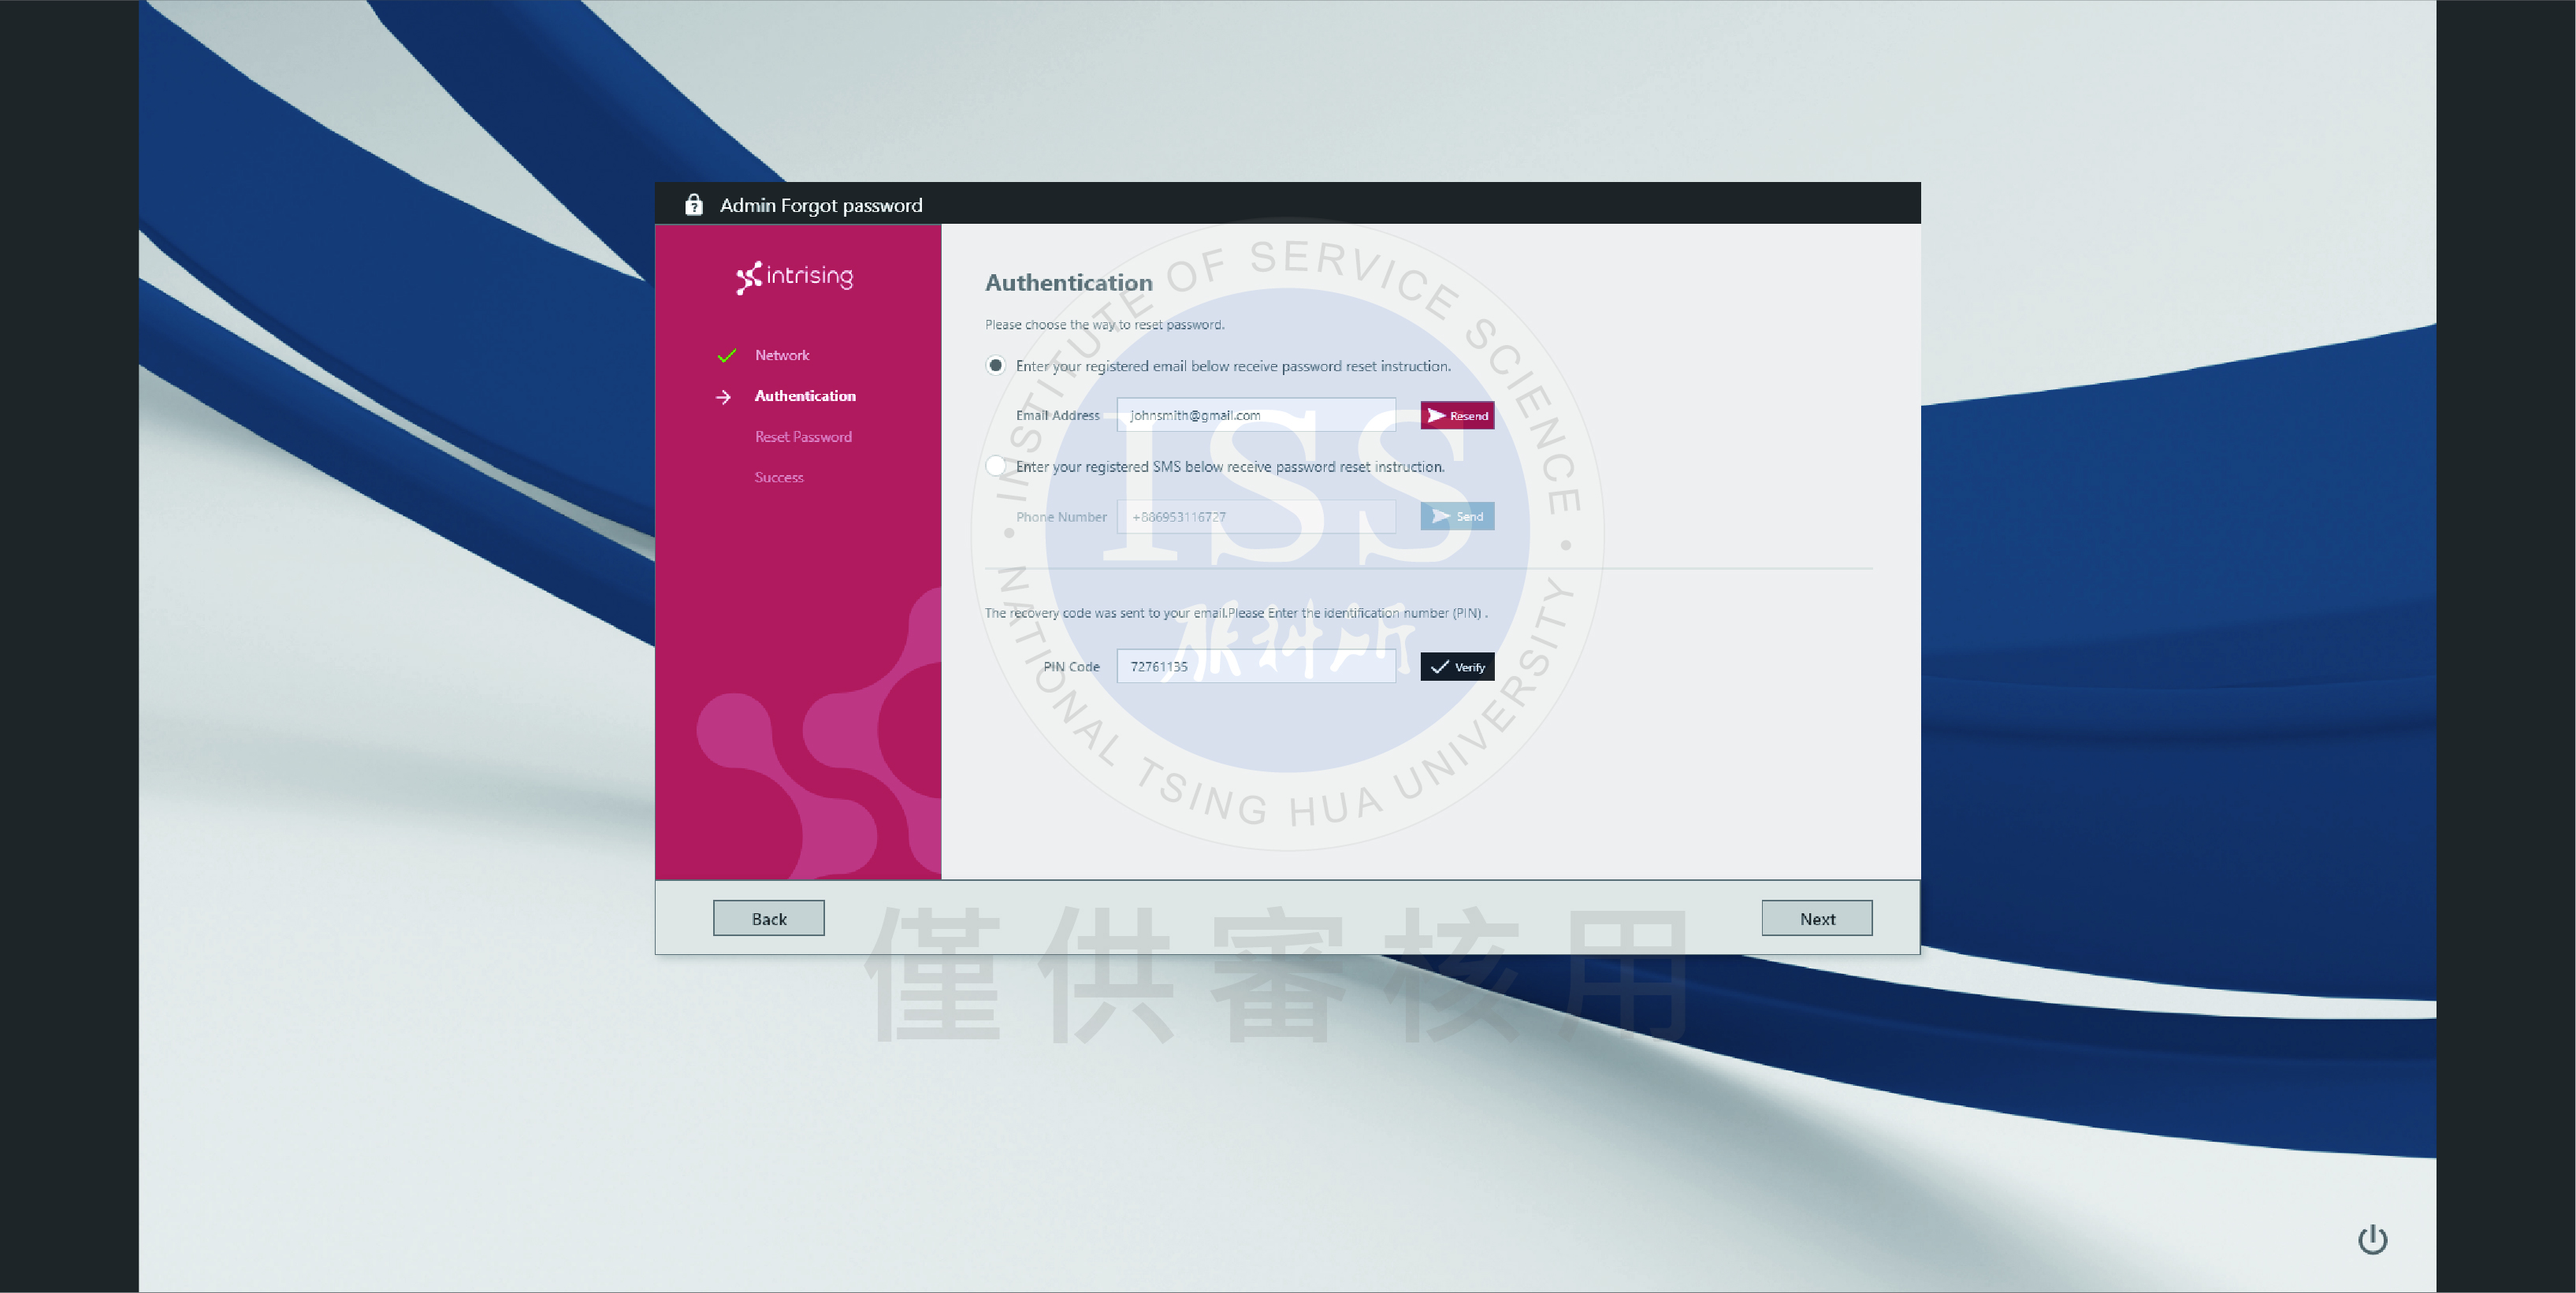 Admin Forgot password
intrising
Network
Authentication
Reset Password
Success
Authentication
Please choose the way to reset password.
Enter your registered email below receive password reset instruction.
Email Address johnsmith@gmail.com Resend
Enter your registered SMS below receive password reset instruction.
Phone Number +886953116727 Send
The recovery code was sent to your email.Please Enter the identification number (PIN) .
PIN Code 72761135 Verify
Back
Next
INSTITUTE OF SERVICE SCIENCE
ISS
服科所
NATIONAL TSING HUA UNIVERSITY
僅供審核用